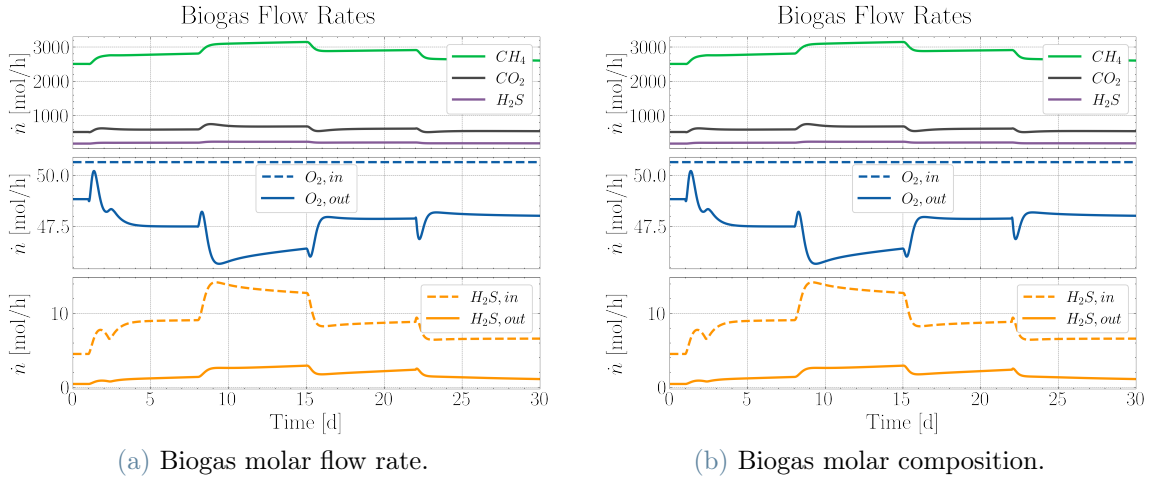 Biogas Flow Rates
3000
2000
1000
ṅ [mol/h]
CH₄
CO₂
H₂S
50.0
47.5
ṅ [mol/h]
O₂, in
O₂, out
10
0
ṅ [mol/h]
H₂S, in
H₂S, out
0 5 10 15 20 25 30
Time [d]
(a) Biogas molar flow rate.
Biogas Flow Rates
3000
2000
1000
ṅ [mol/h]
CH₄
CO₂
H₂S
50.0
47.5
ṅ [mol/h]
O₂, in
O₂, out
10
0
ṅ [mol/h]
H₂S, in
H₂S, out
0 5 10 15 20 25 30
Time [d]
(b) Biogas molar composition.